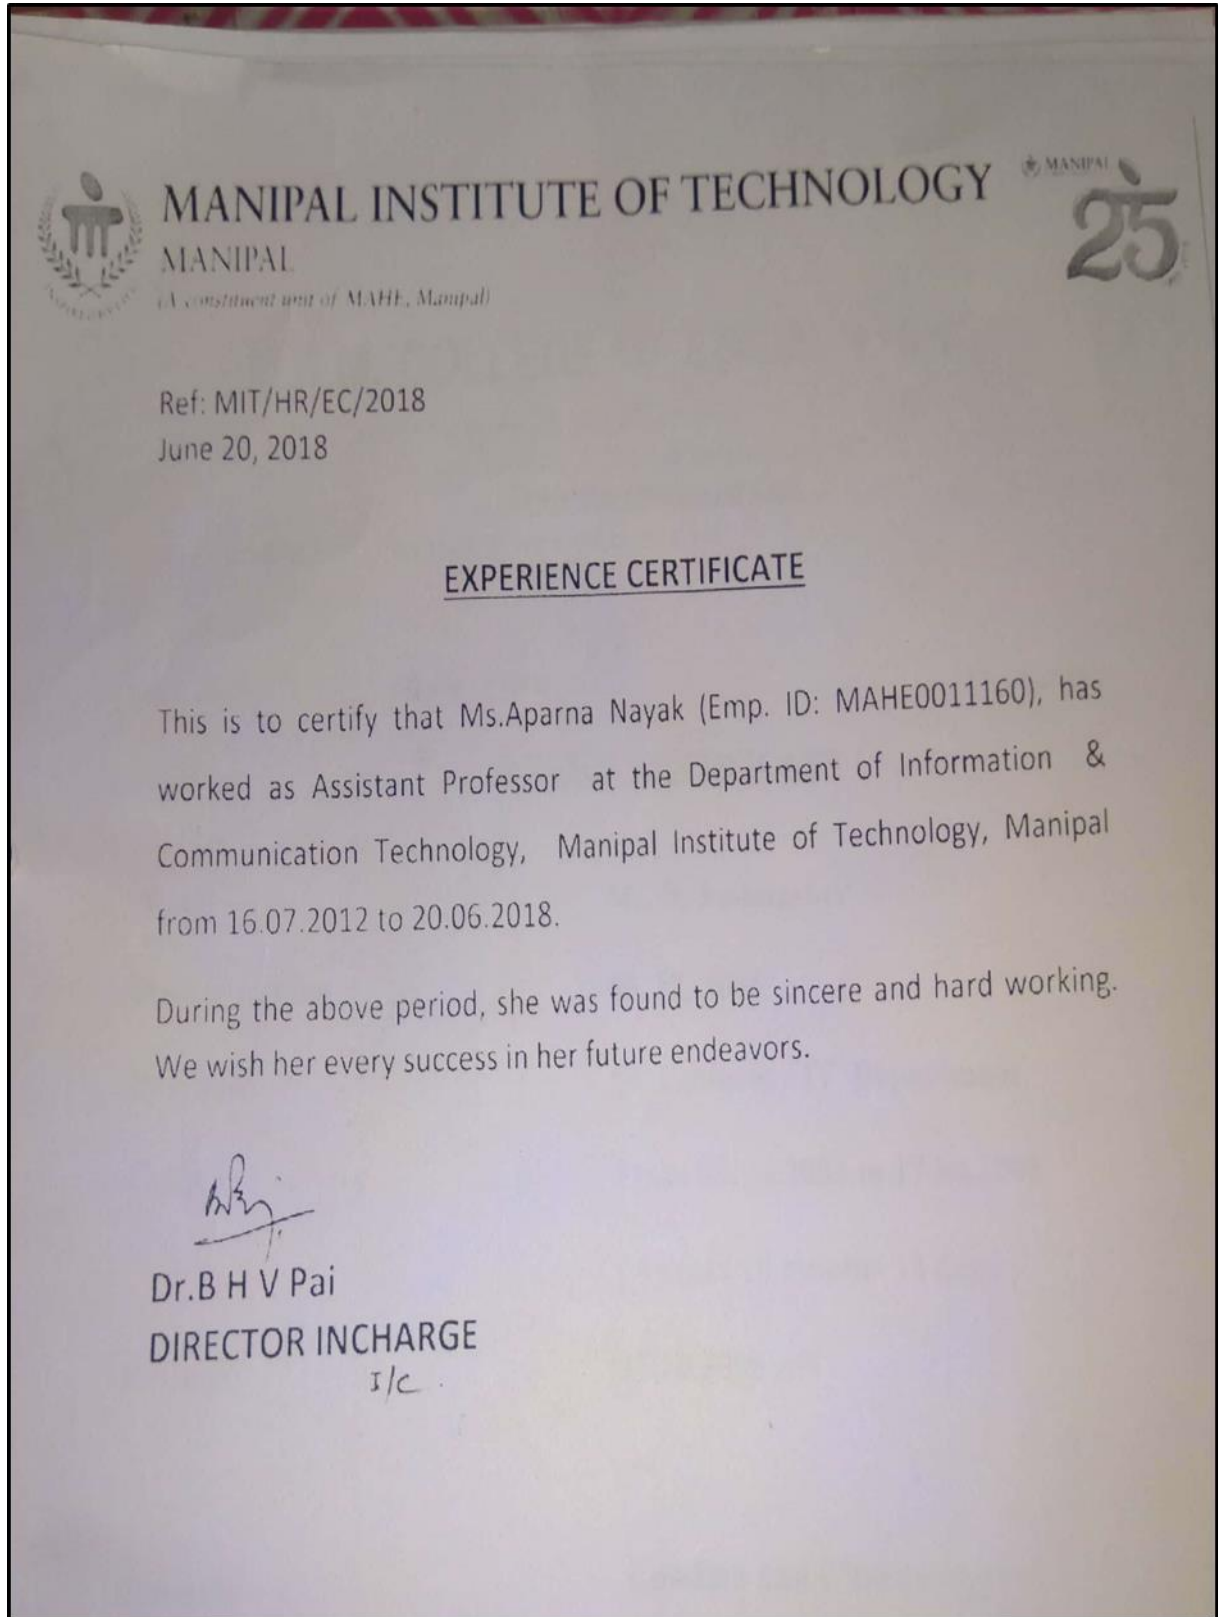 MANIPAL INSTITUTE OF TECHNOLOGY
MANIPAL
(A constituent unit of MAHE, Manipal)
MANIPAL
25
Ref: MIT/HR/EC/2018
June 20, 2018
EXPERIENCE CERTIFICATE
This is to certify that Ms.Aparna Nayak (Emp. ID: MAHE0011160), has
worked as Assistant Professor at the Department of Information &
Communication Technology, Manipal Institute of Technology, Manipal
from 16.07.2012 to 20.06.2018.
During the above period, she was found to be sincere and hard working.
We wish her every success in her future endeavors.
Dr.B H V Pai
DIRECTOR INCHARGE
I/C